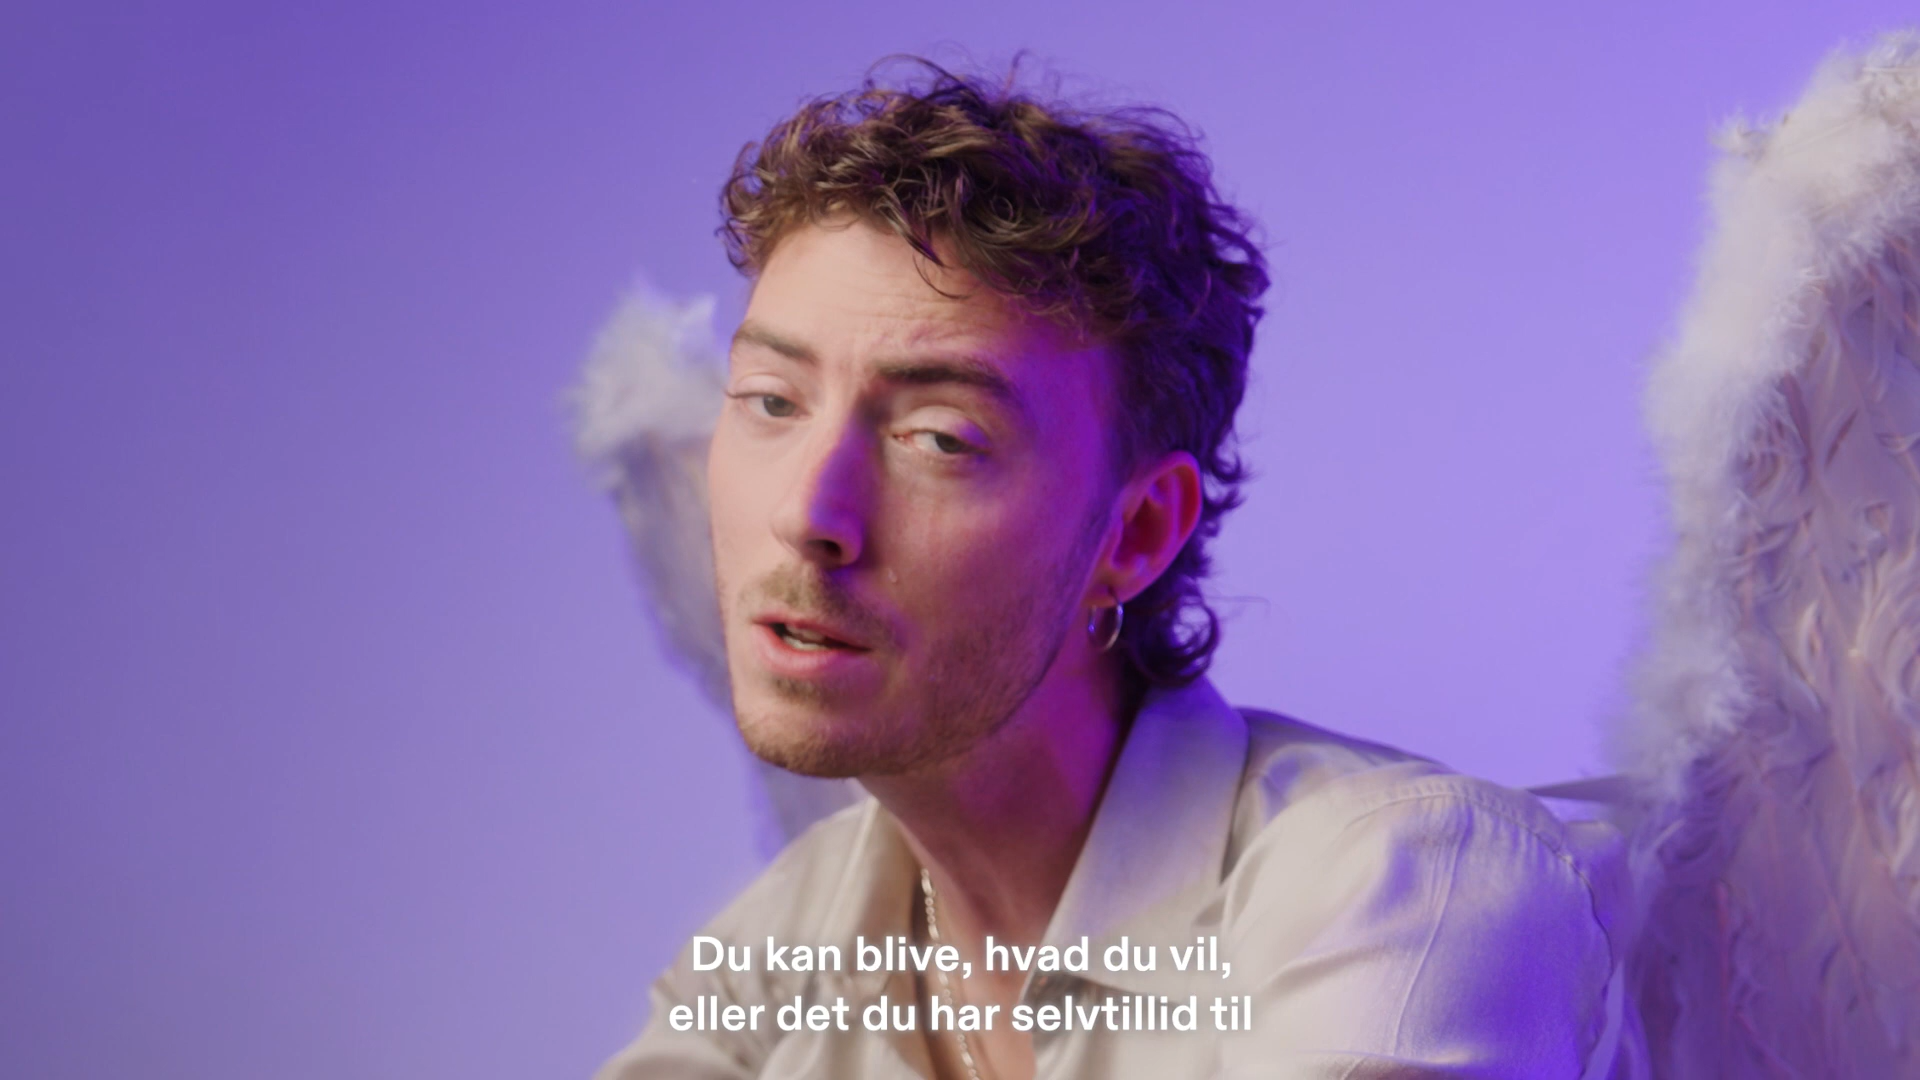 Du kan blive, hvad du vil,
eller det du har selvtillid til